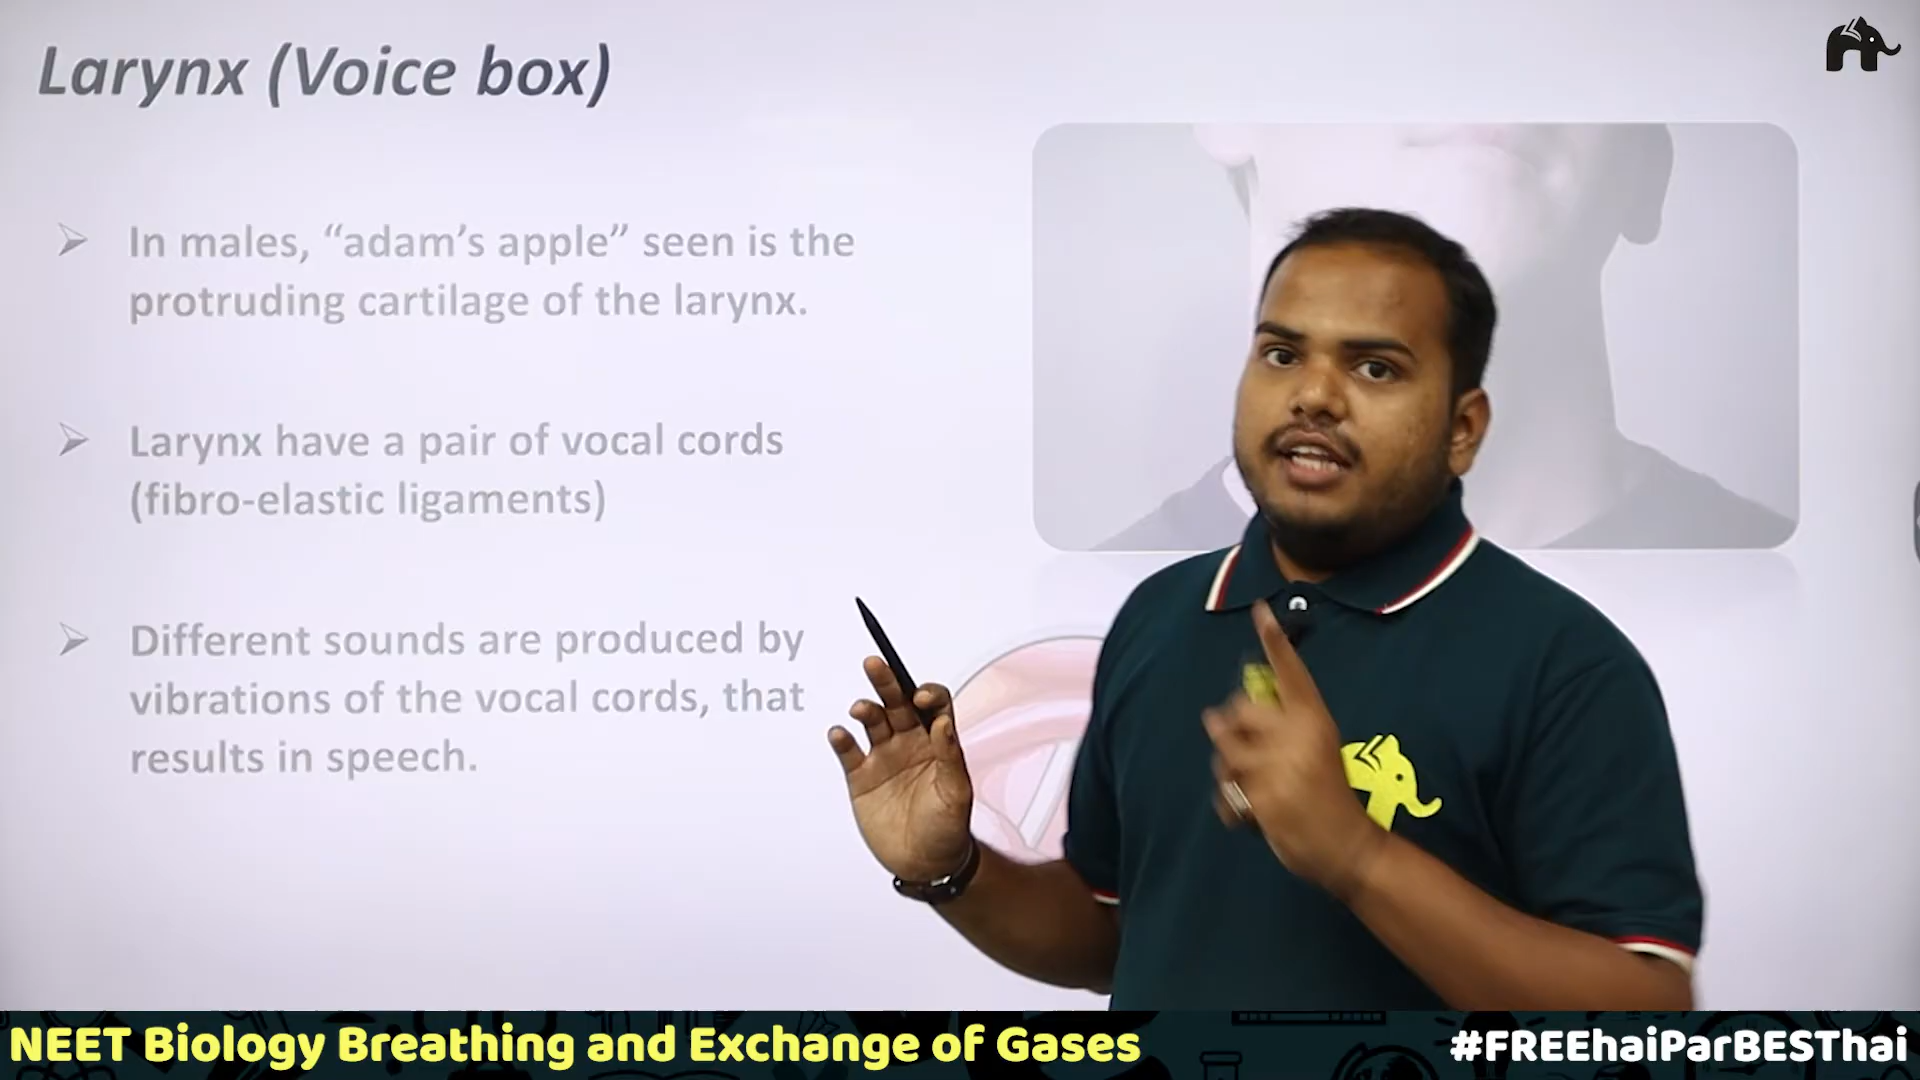 Larynx (Voice box)
In males, “adam’s apple” seen is the
protruding cartilage of the larynx.
Larynx have a pair of vocal cords
(fibro-elastic ligaments)
Different sounds are produced by
vibrations of the vocal cords, that
results in speech.
NEET Biology Breathing and Exchange of Gases
#FREEhaiParBESThai